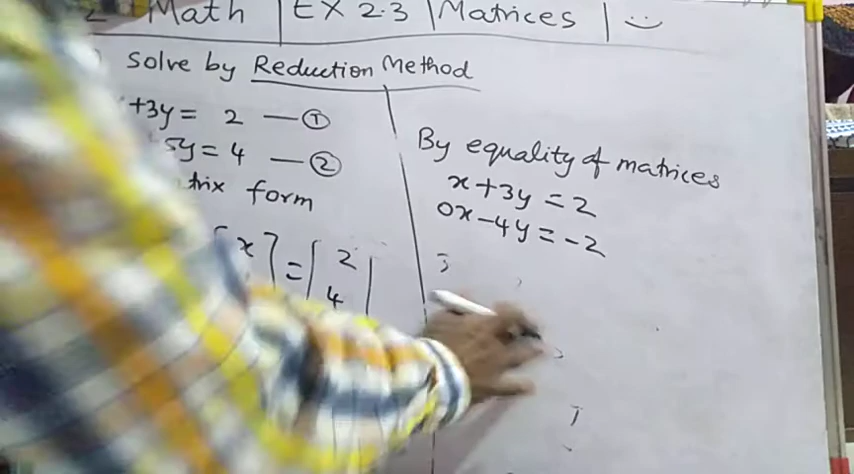 Math | EX 2.3 | Matrices | :)
Solve by Reduction Method
+3y = 2 — ①
5y = 4 — ②
trix form
[x] = [2
4]
By equality of matrices
x + 3y = 2
0x - 4y = -2